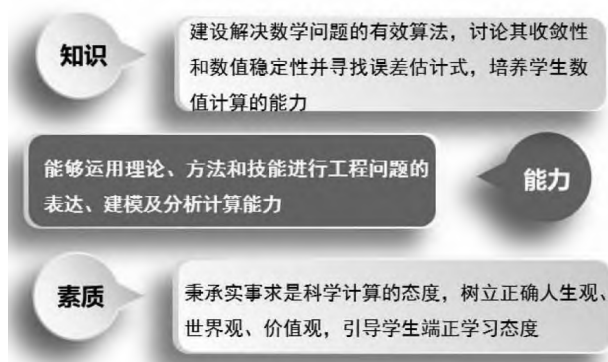 知识
建设解决数学问题的有效算法，讨论其收敛性
和数值稳定性并寻找误差估计式，培养学生数
值计算的能力
能够运用理论、方法和技能进行工程问题的
表达、建模及分析计算能力
能力
素质
秉承实事求是科学计算的态度，树立正确人生观、
世界观、价值观，引导学生端正学习态度